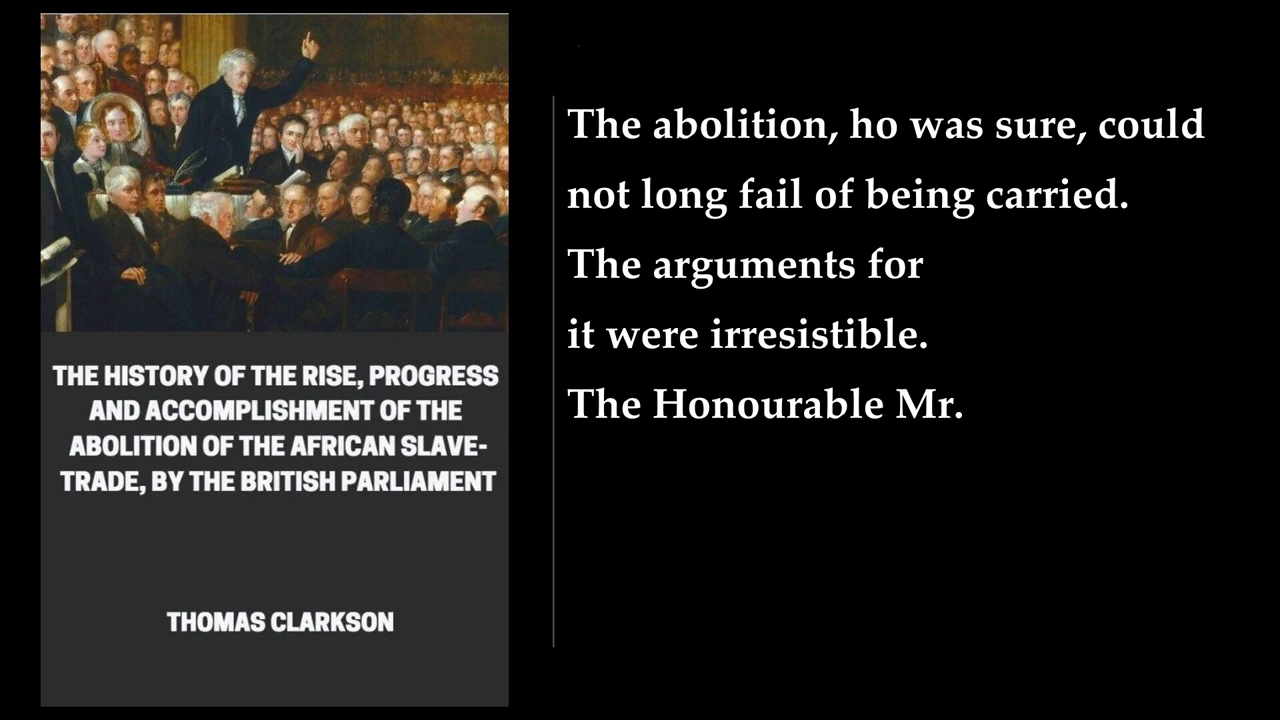 THE HISTORY OF THE RISE, PROGRESS
AND ACCOMPLISHMENT OF THE
ABOLITION OF THE AFRICAN SLAVE-
TRADE, BY THE BRITISH PARLIAMENT
THOMAS CLARKSON
The abolition, ho was sure, could
not long fail of being carried.
The arguments for
it were irresistible.
The Honourable Mr.